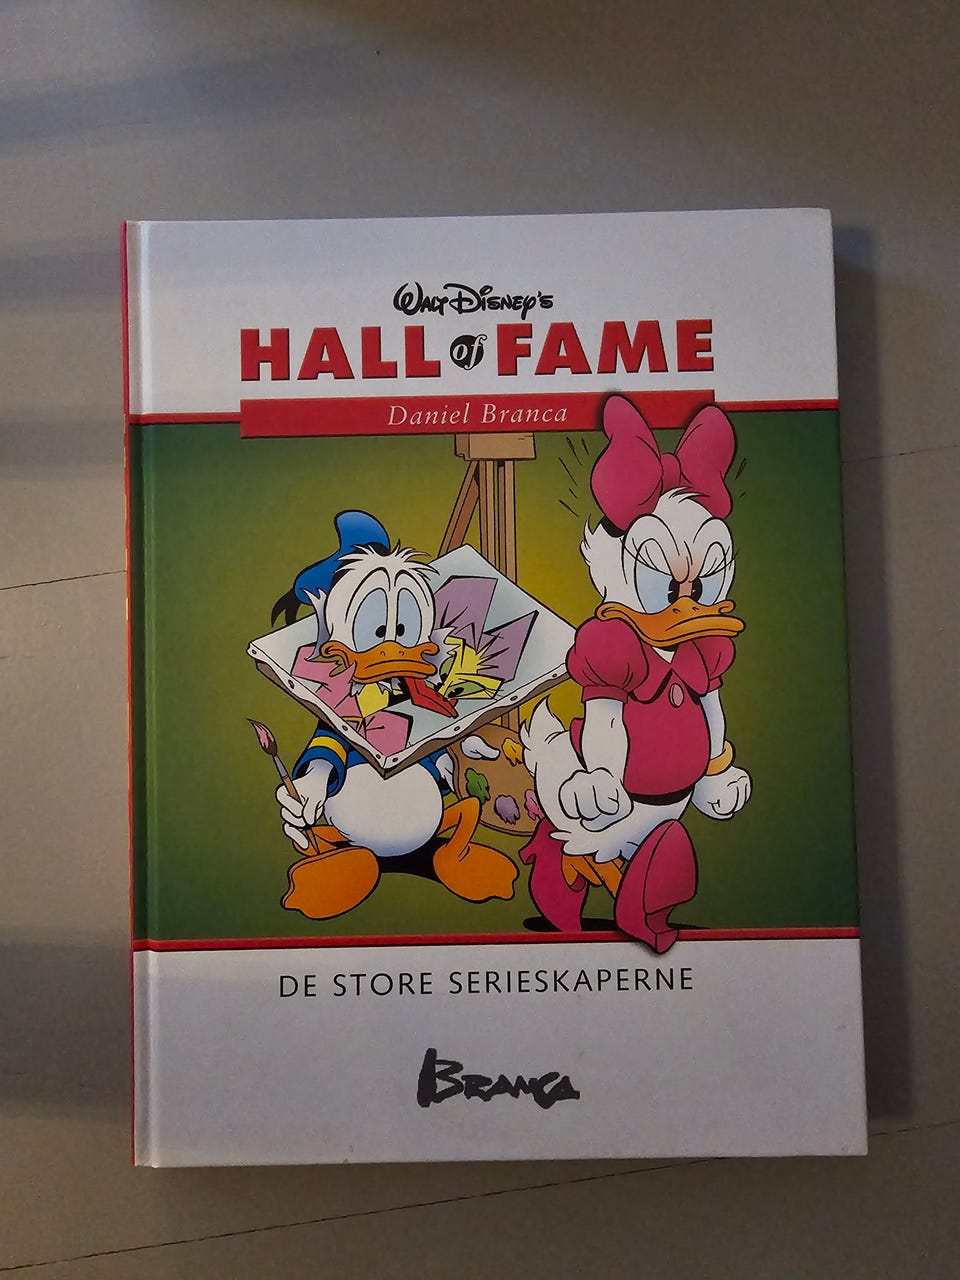 WALT DISNEY'S
HALL of FAME
Daniel Branca
DE STORE SERIESKAPERNE
BRANCA